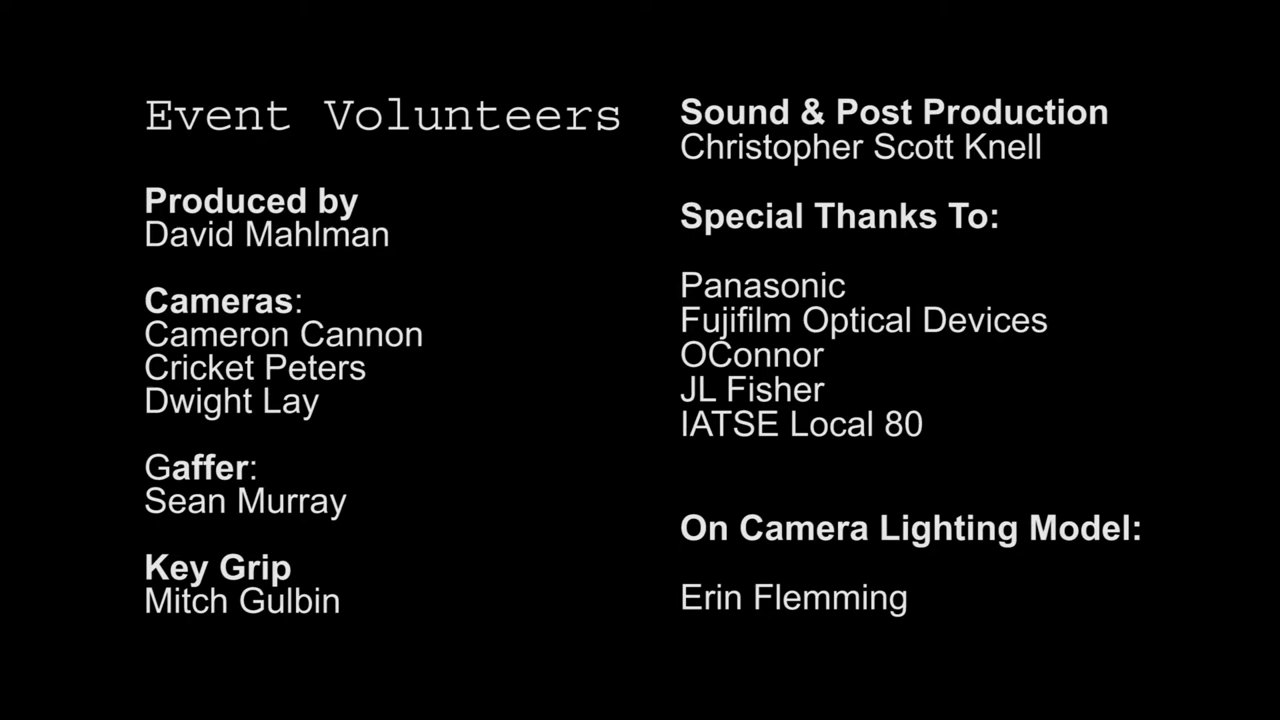 Event Volunteers
Produced by
David Mahlman
Cameras:
Cameron Cannon
Cricket Peters
Dwight Lay
Gaffer:
Sean Murray
Key Grip
Mitch Gulbin
Sound & Post Production
Christopher Scott Knell
Special Thanks To:
Panasonic
Fujifilm Optical Devices
OConnor
JL Fisher
IATSE Local 80
On Camera Lighting Model:
Erin Flemming